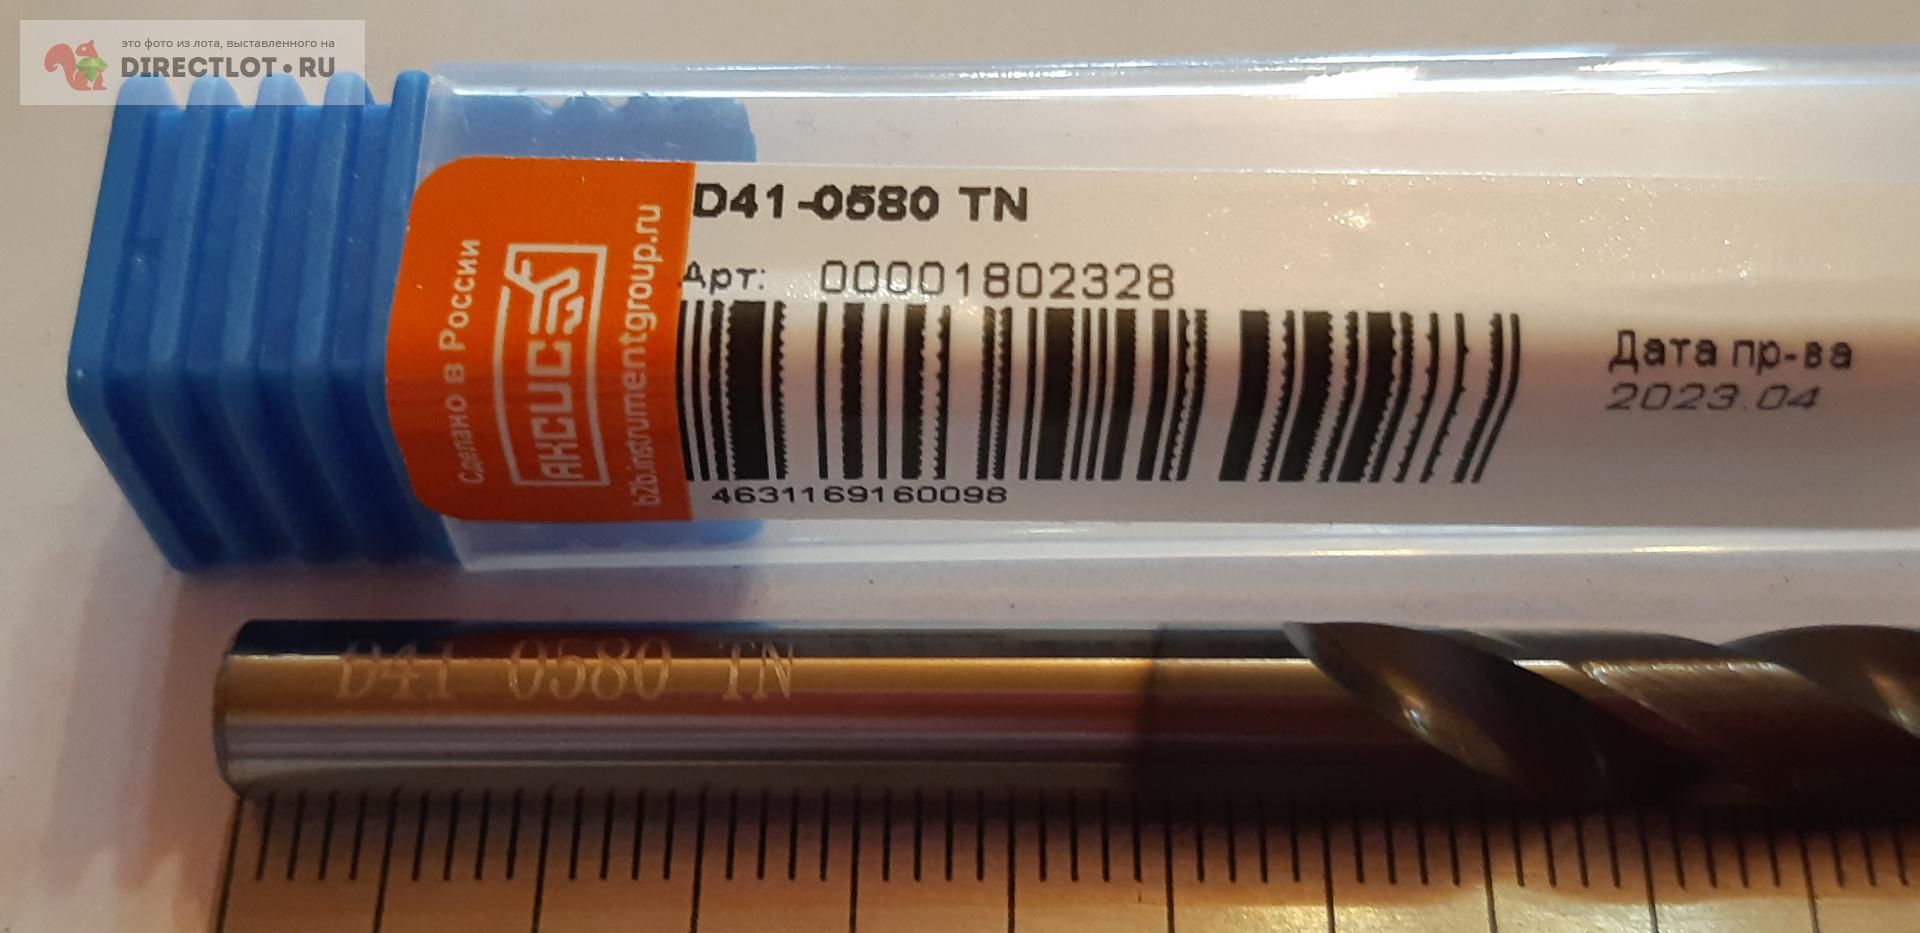 это фото из лота, выставленного на
DIRECTLOT.RU
D41-0580 TN
Арт: 00001802328
4631169160098
Дата пр-ва
2023.04
Сделано в России
АКСИС
b2b.instrumentgroup.ru
D41 0580 TN